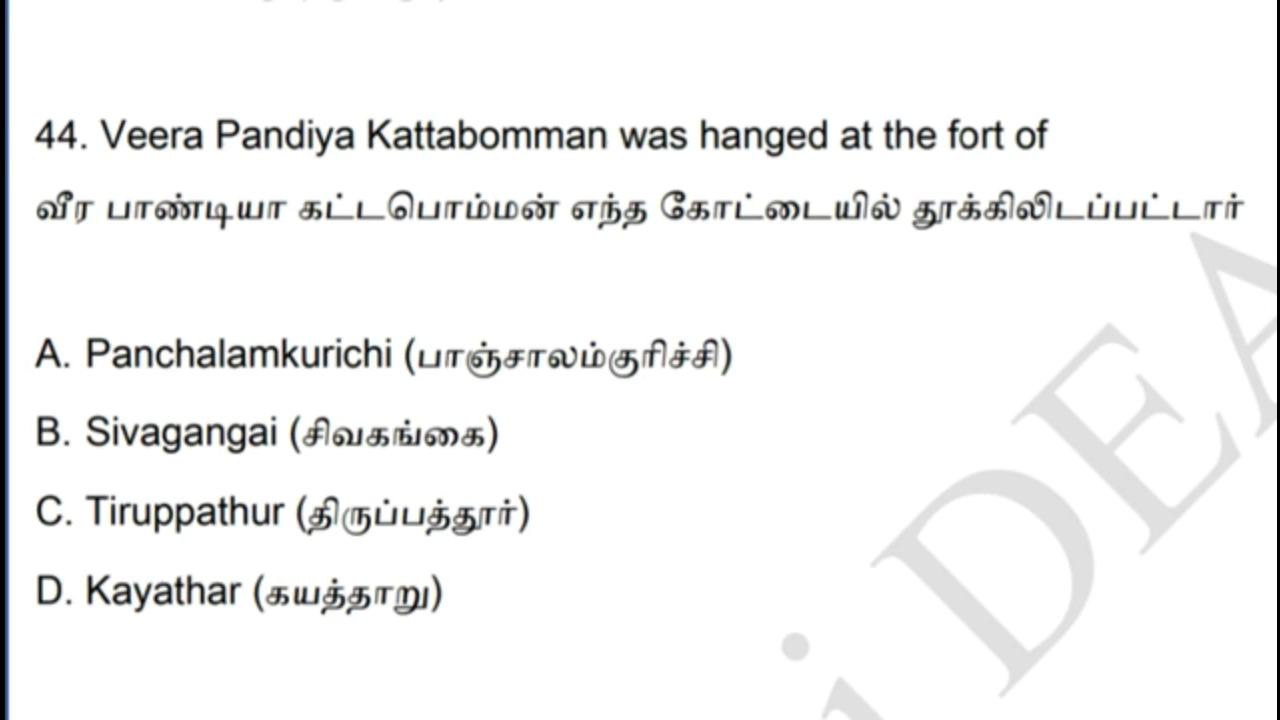 44. Veera Pandiya Kattabomman was hanged at the fort of
வீர பாண்டியா கட்டபொம்மன் எந்த கோட்டையில் தூக்கிலிடப்பட்டார்
A. Panchalamkurichi (பாஞ்சாலம்குரிச்சி)
B. Sivagangai (சிவகங்கை)
C. Tiruppathur (திருப்பத்தூர்)
D. Kayathar (கயத்தாறு)
i DEA